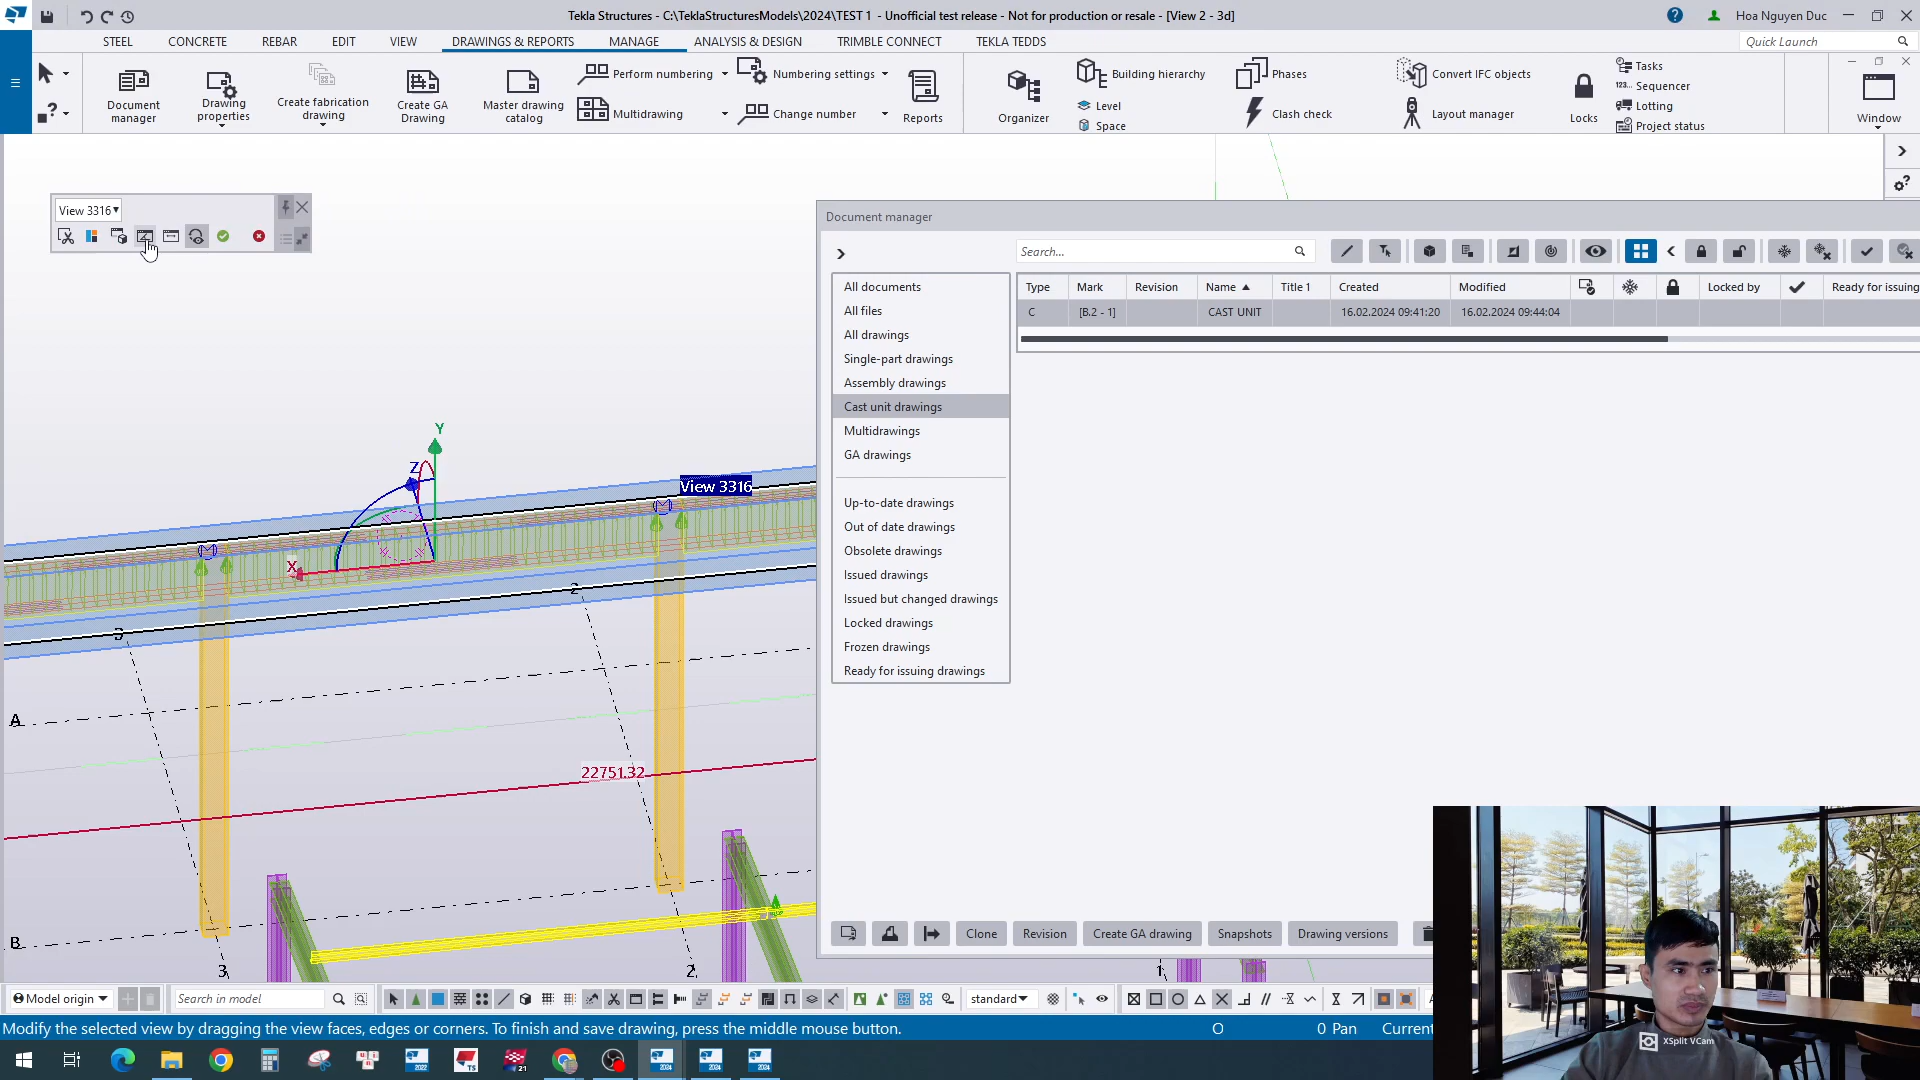 Tekla Structures - C:\TeklaStructuresModels\2024\TEST 1 - Unofficial test release - Not for production or resale - [View 2 - 3d]
Hoa Nguyen Duc
STEEL CONCRETE REBAR EDIT VIEW DRAWINGS & REPORTS MANAGE ANALYSIS & DESIGN TRIMBLE CONNECT TEKLA TEDDS
Quick Launch
Document manager
Drawing properties
Create fabrication drawing
Create GA Drawing
Master drawing catalog
Perform numbering
Multidrawing
Numbering settings
Change number
Reports
Organizer
Building hierarchy
Level
Space
Phases
Clash check
Convert IFC objects
Layout manager
Locks
Tasks
Sequencer
Lotting
Project status
Window
View 3316
Document manager
Search...
All documents
All files
All drawings
Single-part drawings
Assembly drawings
Cast unit drawings
Multidrawings
GA drawings
Up-to-date drawings
Out of date drawings
Obsolete drawings
Issued drawings
Issued but changed drawings
Locked drawings
Frozen drawings
Ready for issuing drawings
Type Mark Revision Name Title 1 Created Modified Locked by Ready for issuing
C [B.2 - 1] CAST UNIT 16.02.2024 09:41:20 16.02.2024 09:44:04
Y
Z
View 3316
X
2
3
A
22751.32
B
3
2
1
Clone Revision Create GA drawing Snapshots Drawing versions
XSplit VCam
Model origin
Search in model
standard
Modify the selected view by dragging the view faces, edges or corners. To finish and save drawing, press the middle mouse button.
O 0 Pan Current
2022 TS 21 2024 2024 2024